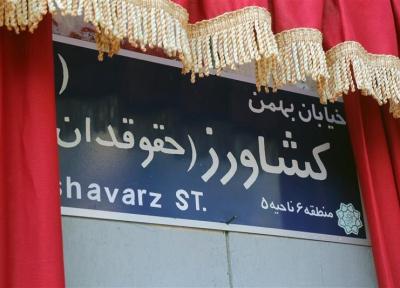 خیابان بهمن
کشاورز (حقوقدان
shavarz ST.
منطقه ۶ ناحیه ۵